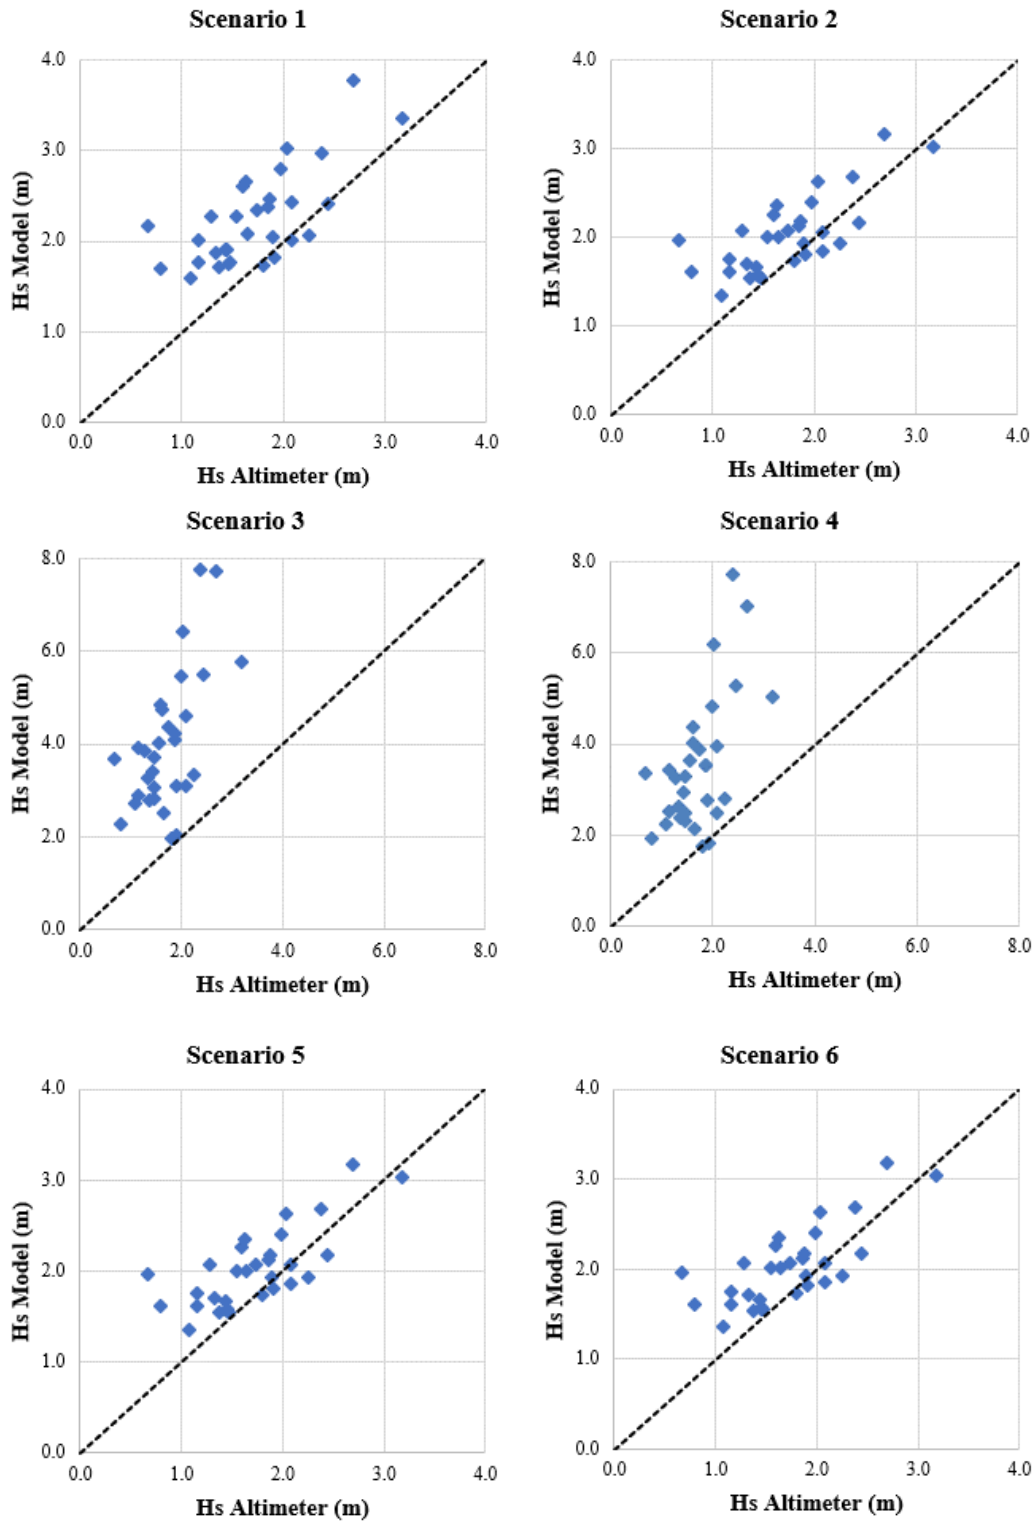 Scenario 1
4.0
3.0
2.0
1.0
0.0
0.0 1.0 2.0 3.0 4.0
Hs Model (m)
Hs Altimeter (m)
Scenario 2
4.0
3.0
2.0
1.0
0.0
0.0 1.0 2.0 3.0 4.0
Hs Model (m)
Hs Altimeter (m)
Scenario 3
8.0
6.0
4.0
2.0
0.0
0.0 2.0 4.0 6.0 8.0
Hs Model (m)
Hs Altimeter (m)
Scenario 4
8.0
6.0
4.0
2.0
0.0
0.0 2.0 4.0 6.0 8.0
Hs Model (m)
Hs Altimeter (m)
Scenario 5
4.0
3.0
2.0
1.0
0.0
0.0 1.0 2.0 3.0 4.0
Hs Model (m)
Hs Altimeter (m)
Scenario 6
4.0
3.0
2.0
1.0
0.0
0.0 1.0 2.0 3.0 4.0
Hs Model (m)
Hs Altimeter (m)